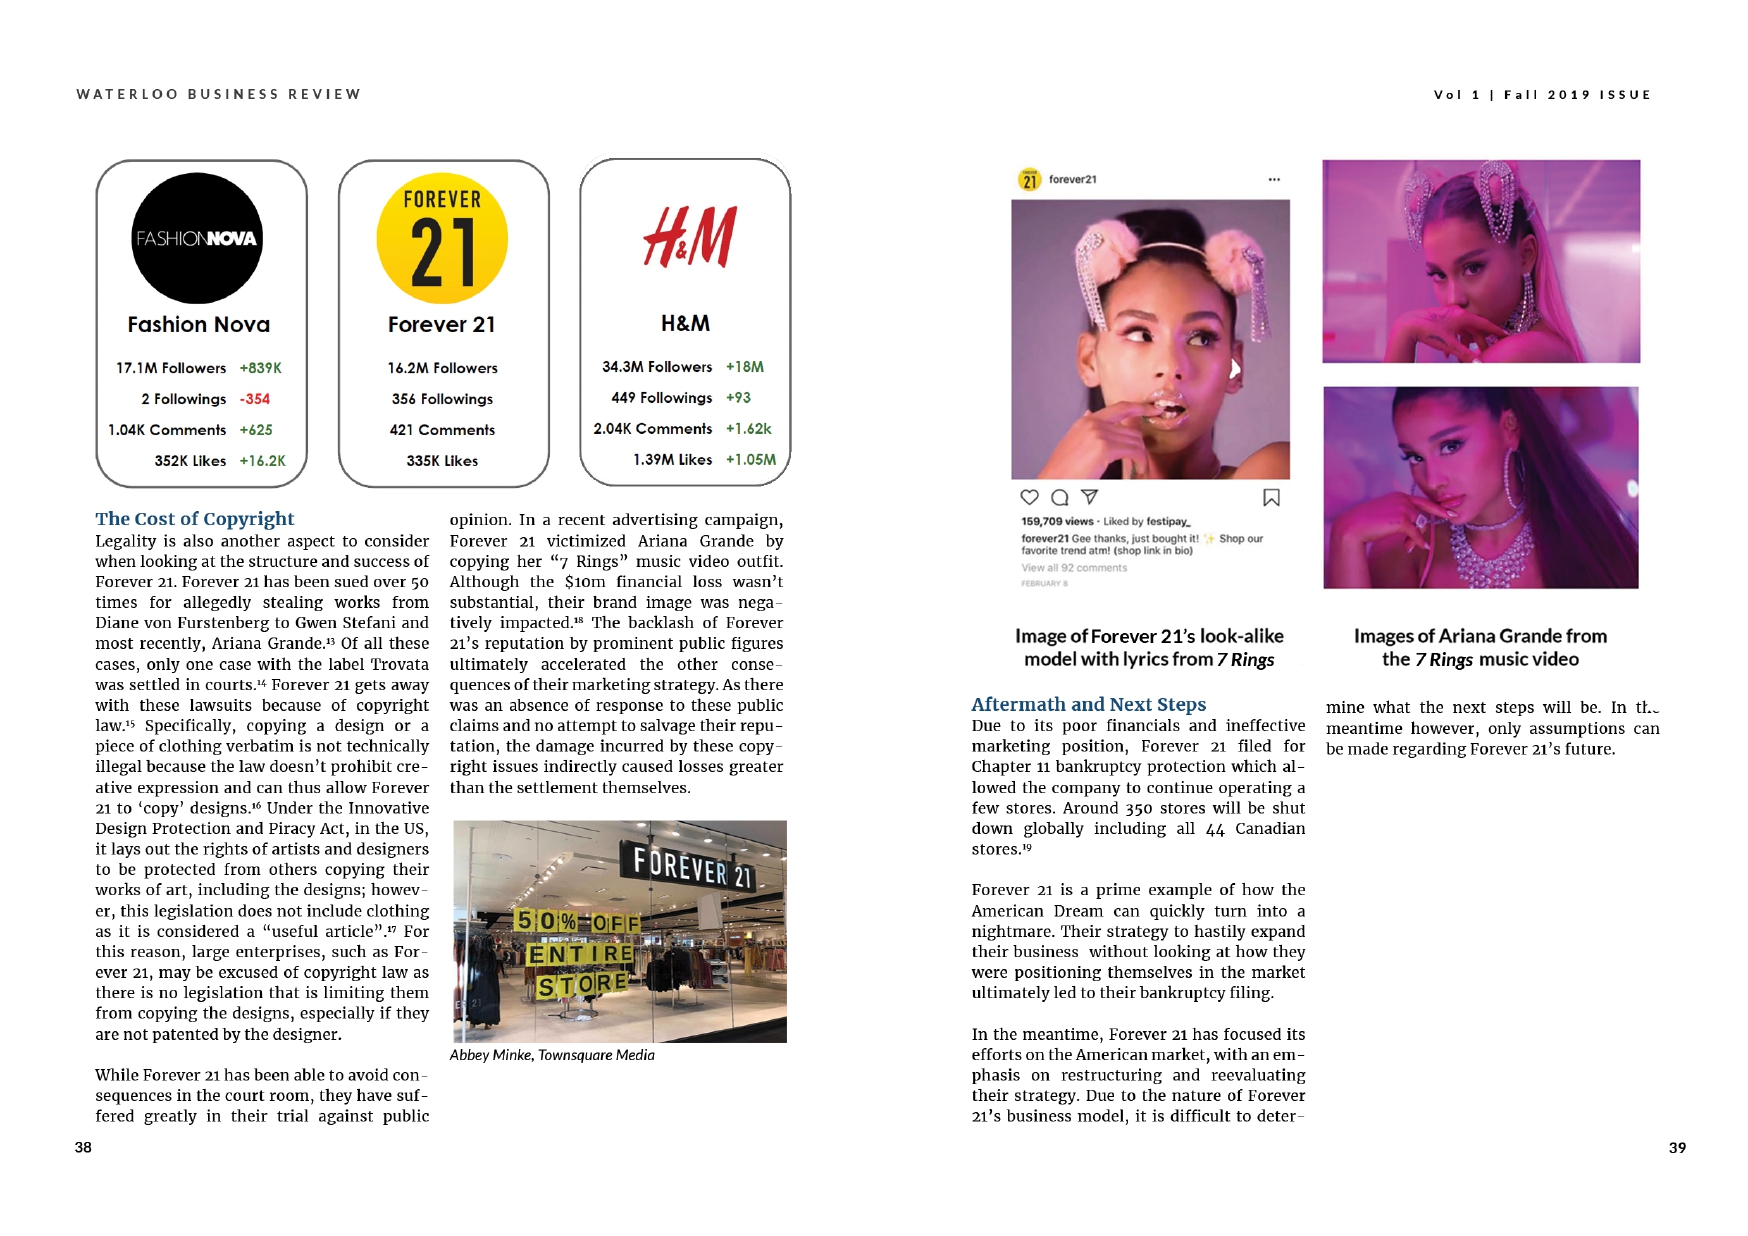 WATERLOO BUSINESS REVIEW
Vol 1 | Fall 2019 ISSUE
FASHIONNOVA
Fashion Nova
17.1M Followers +839K
2 Followings -354
1.04K Comments +625
352K Likes +16.2K
FOREVER
21
Forever 21
16.2M Followers
356 Followings
421 Comments
335K Likes
H&M
H&M
34.3M Followers +18M
449 Followings +93
2.04K Comments +1.62k
1.39M Likes +1.05M
The Cost of Copyright
Legality is also another aspect to consider
when looking at the structure and success of
Forever 21. Forever 21 has been sued over 50
times for allegedly stealing works from
Diane von Furstenberg to Gwen Stefani and
most recently, Ariana Grande.¹³ Of all these
cases, only one case with the label Trovata
was settled in courts.¹⁴ Forever 21 gets away
with these lawsuits because of copyright
law.¹⁵ Specifically, copying a design or a
piece of clothing verbatim is not technically
illegal because the law doesn’t prohibit cre-
ative expression and can thus allow Forever
21 to ‘copy’ designs.¹⁶ Under the Innovative
Design Protection and Piracy Act, in the US,
it lays out the rights of artists and designers
to be protected from others copying their
works of art, including the designs; howev-
er, this legislation does not include clothing
as it is considered a “useful article”.¹⁷ For
this reason, large enterprises, such as For-
ever 21, may be excused of copyright law as
there is no legislation that is limiting them
from copying the designs, especially if they
are not patented by the designer.
While Forever 21 has been able to avoid con-
sequences in the court room, they have suf-
fered greatly in their trial against public
opinion. In a recent advertising campaign,
Forever 21 victimized Ariana Grande by
copying her “7 Rings” music video outfit.
Although the $10m financial loss wasn’t
substantial, their brand image was nega-
tively impacted.¹⁸ The backlash of Forever
21’s reputation by prominent public figures
ultimately accelerated the other conse-
quences of their marketing strategy. As there
was an absence of response to these public
claims and no attempt to salvage their repu-
tation, the damage incurred by these copy-
right issues indirectly caused losses greater
than the settlement themselves.
FOREVER 21
50% OFF
ENTIRE
STORE
Abbey Minke, Townsquare Media
38
21
forever21
159,709 views · Liked by festipay_
forever21 Gee thanks, just bought it! ✨ Shop our
favorite trend atm! (shop link in bio)
View all 92 comments
FEBRUARY 8
Image of Forever 21’s look-alike
model with lyrics from 7 Rings
Images of Ariana Grande from
the 7 Rings music video
Aftermath and Next Steps
Due to its poor financials and ineffective
marketing position, Forever 21 filed for
Chapter 11 bankruptcy protection which al-
lowed the company to continue operating a
few stores. Around 350 stores will be shut
down globally including all 44 Canadian
stores.¹⁹
Forever 21 is a prime example of how the
American Dream can quickly turn into a
nightmare. Their strategy to hastily expand
their business without looking at how they
were positioning themselves in the market
ultimately led to their bankruptcy filing.
In the meantime, Forever 21 has focused its
efforts on the American market, with an em-
phasis on restructuring and reevaluating
their strategy. Due to the nature of Forever
21’s business model, it is difficult to deter-
mine what the next steps will be. In the
meantime however, only assumptions can
be made regarding Forever 21’s future.
39